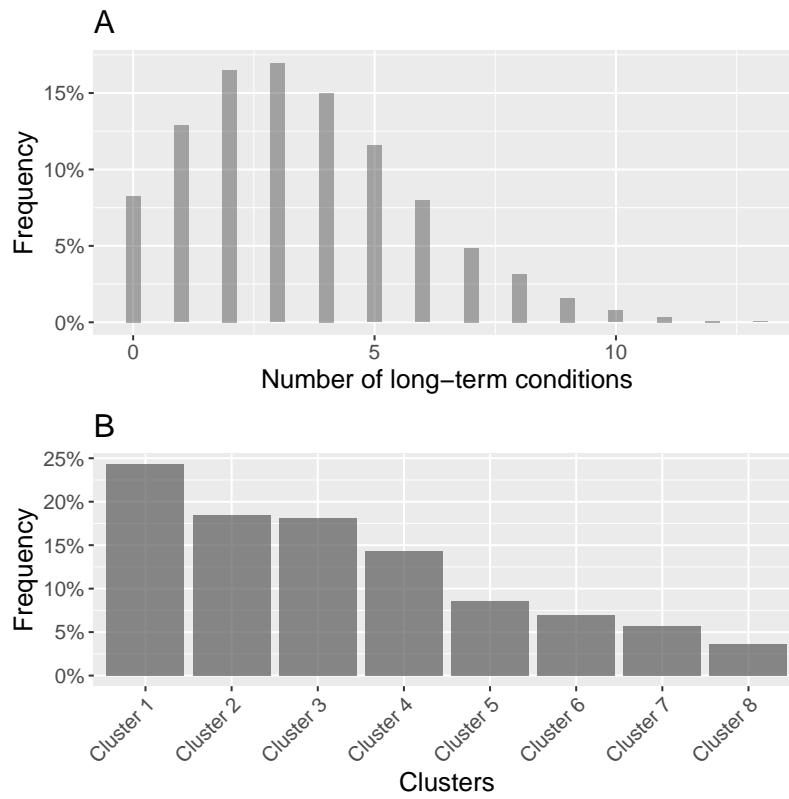 A
Frequency
15%
10%
5%
0%
0
5
10
Number of long−term conditions
B
Frequency
25%
20%
15%
10%
5%
0%
Cluster 1
Cluster 2
Cluster 3
Cluster 4
Cluster 5
Cluster 6
Cluster 7
Cluster 8
Clusters